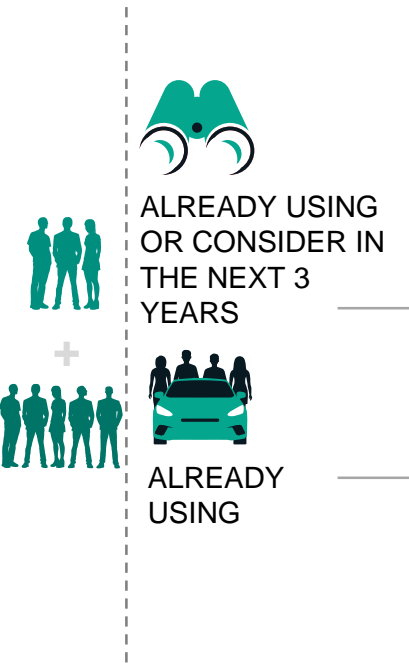 ALREADY USING
OR CONSIDER IN
THE NEXT 3
YEARS
ALREADY
USING